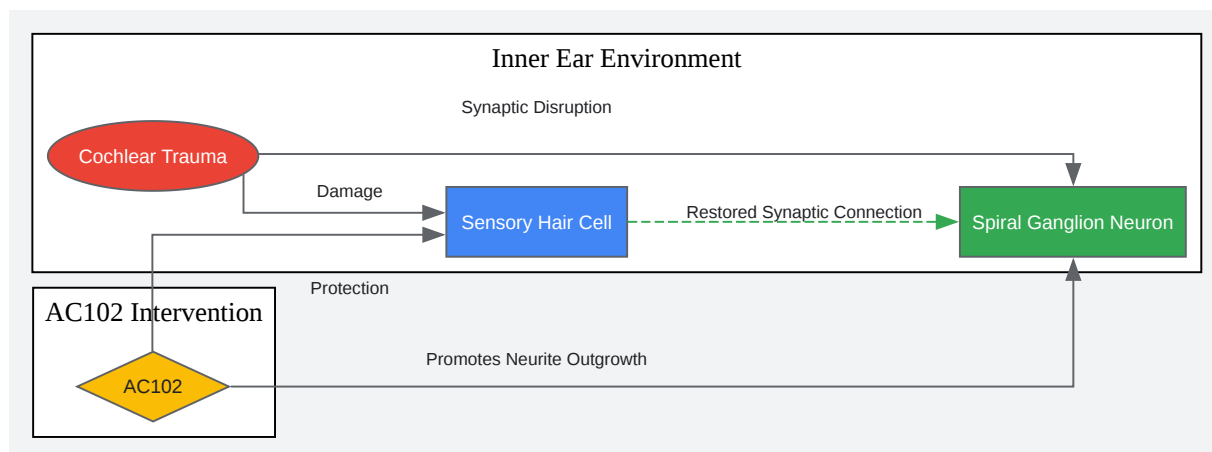 Inner Ear Environment
Synaptic Disruption
Cochlear Trauma
Damage
Sensory Hair Cell
Restored Synaptic Connection
Spiral Ganglion Neuron
Protection
AC102 Intervention
Promotes Neurite Outgrowth
AC102